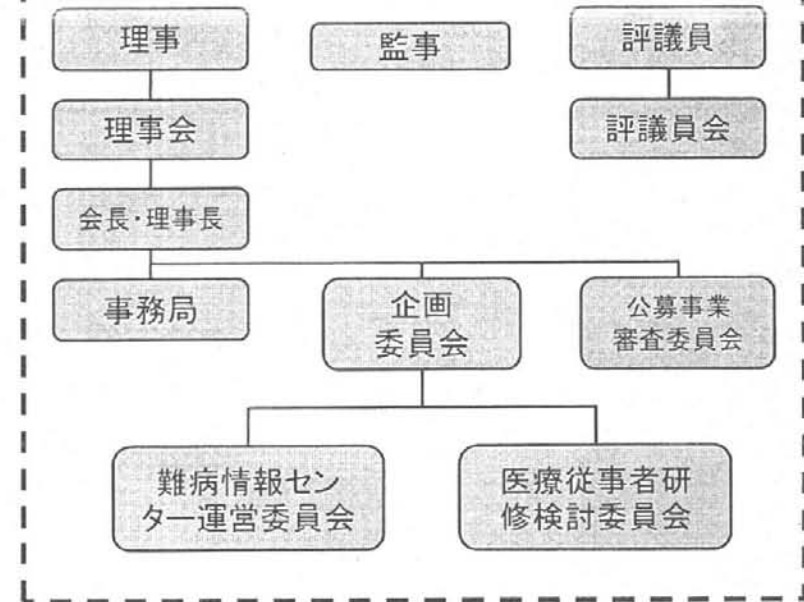 理事
監事
評議員
理事会
評議員会
会長・理事長
事務局
企画
委員会
公募事業
審査委員会
難病情報セン
ター運営委員会
医療従事者研
修検討委員会